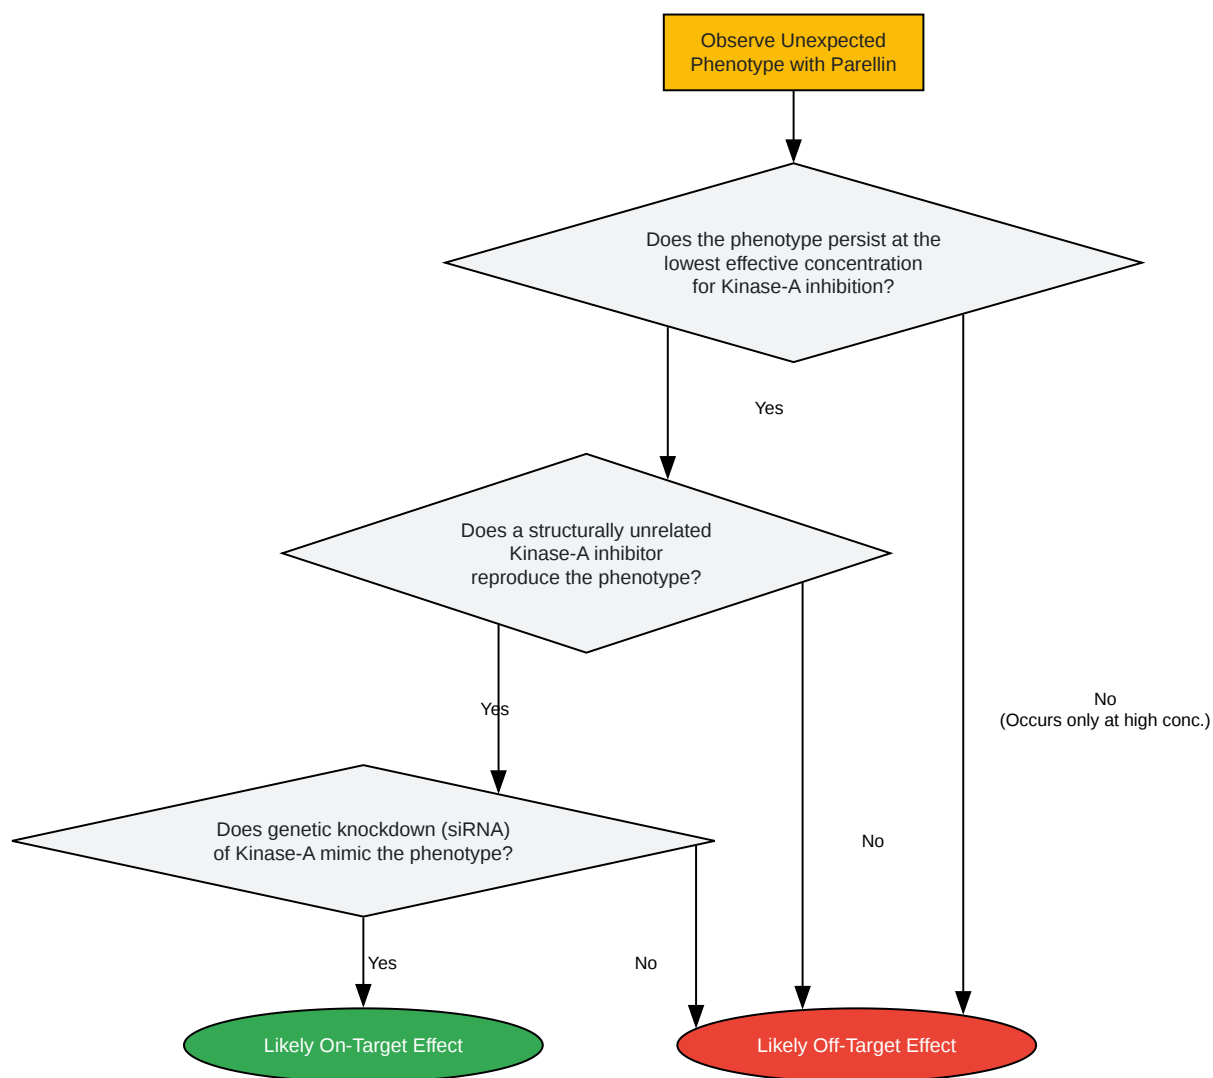 Observe Unexpected
Phenotype with Parellin
Does the phenotype persist at the
lowest effective concentration
for Kinase-A inhibition?
Yes
Does a structurally unrelated
Kinase-A inhibitor
reproduce the phenotype?
Yes
No
(Occurs only at high conc.)
Does genetic knockdown (siRNA)
of Kinase-A mimic the phenotype?
No
Yes
No
Likely On-Target Effect
Likely Off-Target Effect